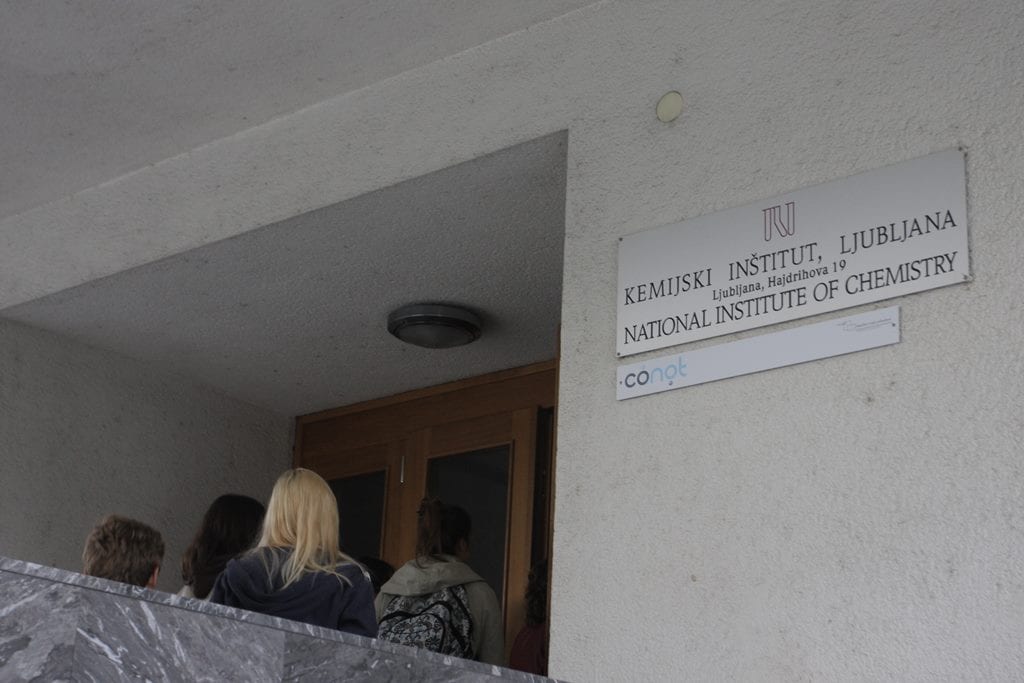 KEMIJSKI INŠTITUT, LJUBLJANA
Ljubljana, Hajdrihova 19
NATIONAL INSTITUTE OF CHEMISTRY
conot